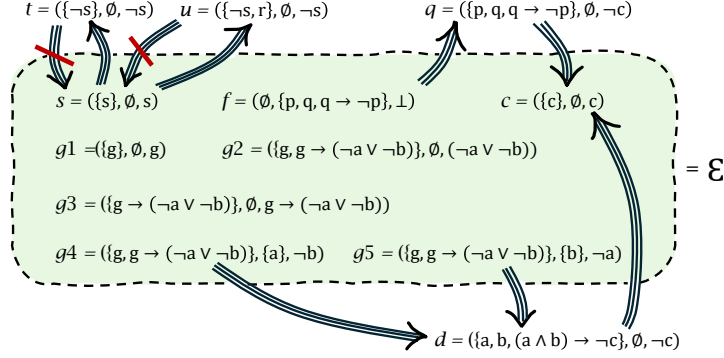 t = ({¬s}, ∅, ¬s) u = ({¬s, r}, ∅, ¬s) q = ({p, q, q → ¬p}, ∅, ¬c)
s = ({s}, ∅, s) f = (∅, {p, q, q → ¬p}, ⊥) c = ({c}, ∅, c)
g1 =({g}, ∅, g) g2 = ({g, g → (¬a ∨ ¬b)}, ∅, (¬a ∨ ¬b))
= Ɛ
g3 = ({g → (¬a ∨ ¬b)}, ∅, g → (¬a ∨ ¬b))
g4 = ({g, g → (¬a ∨ ¬b)}, {a}, ¬b) g5 = ({g, g → (¬a ∨ ¬b)}, {b}, ¬a)
d = ({a, b, (a ∧ b) → ¬c}, ∅, ¬c)